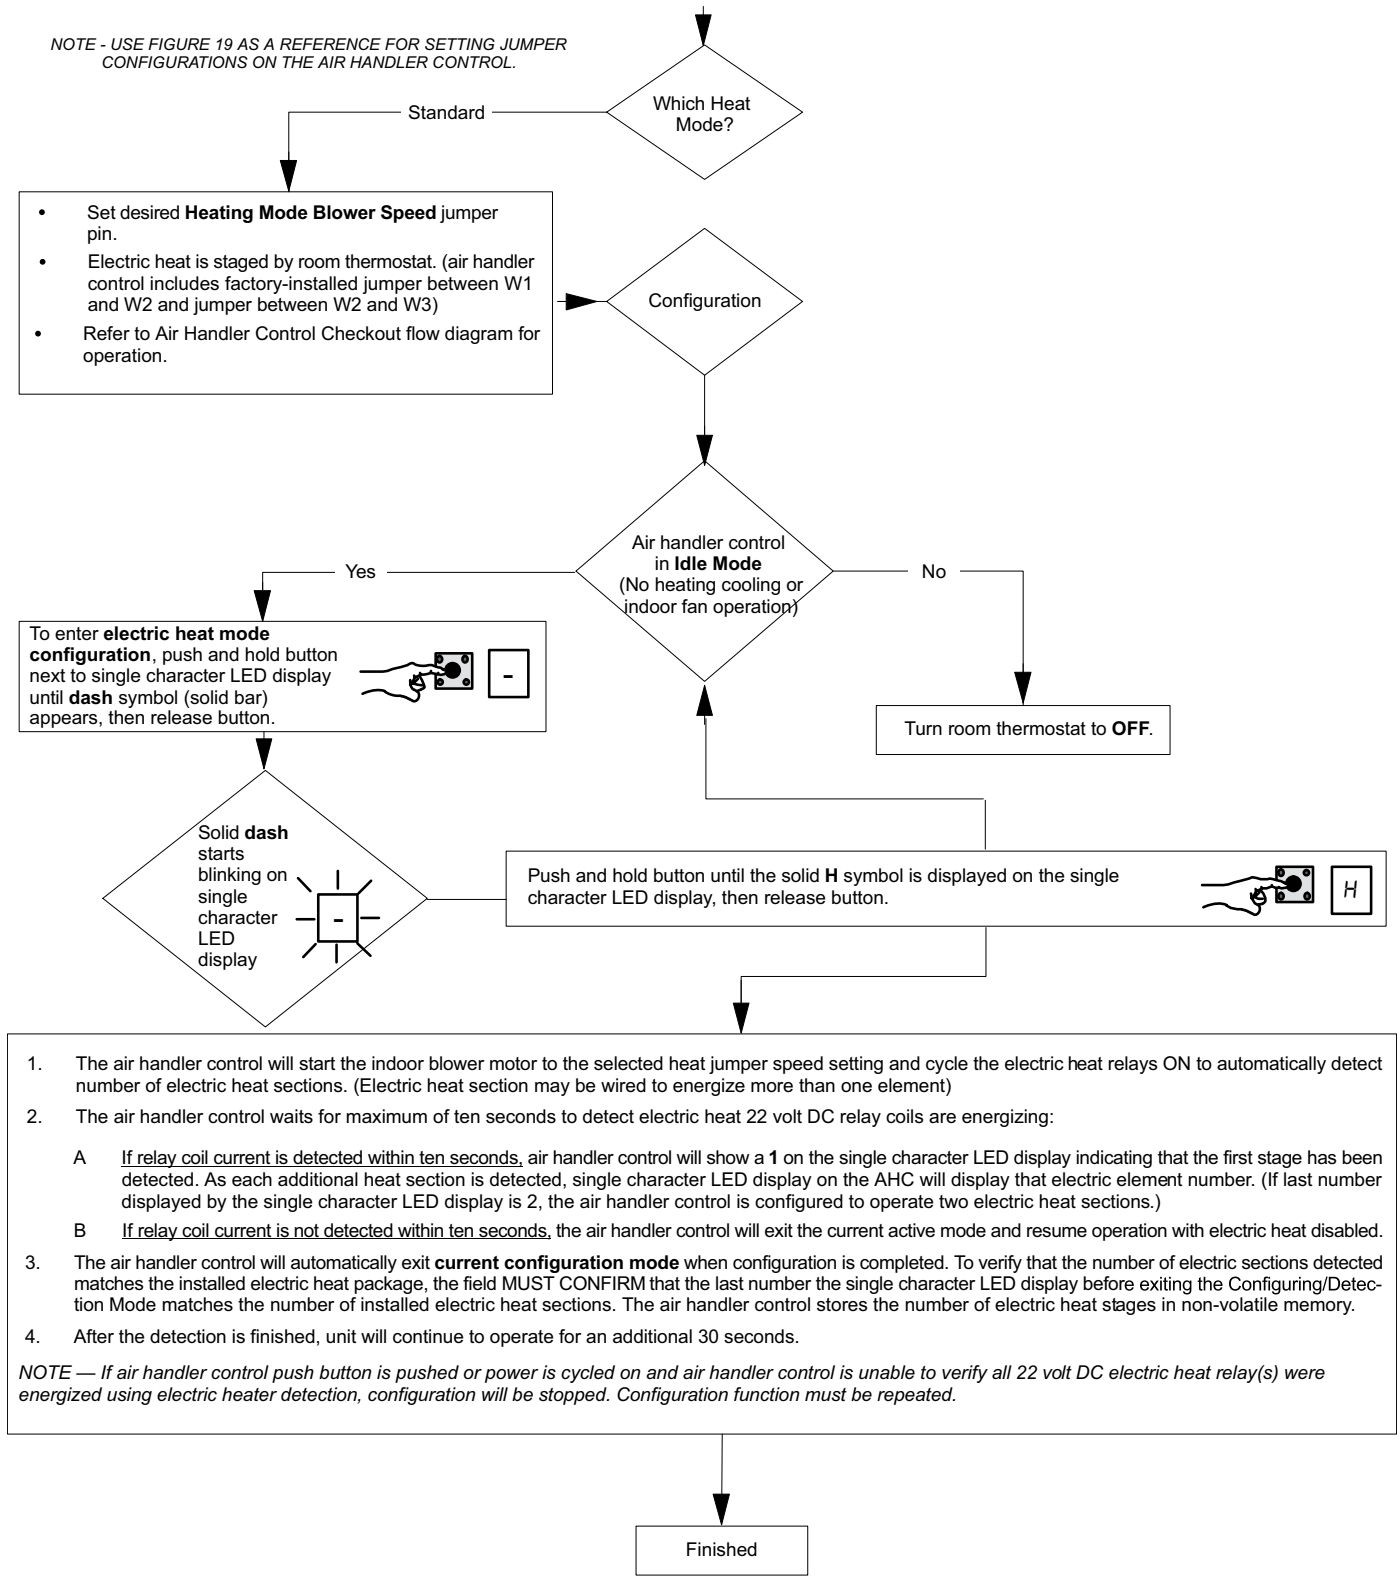 NOTE - USE FIGURE 19 AS A REFERENCE FOR SETTING JUMPER
CONFIGURATIONS ON THE AIR HANDLER CONTROL.
Which Heat
Mode?
Standard
• Set desired Heating Mode Blower Speed jumper
pin.
• Electric heat is staged by room thermostat. (air handler
control includes factory-installed jumper between W1
and W2 and jumper between W2 and W3)
• Refer to Air Handler Control Checkout flow diagram for
operation.
Configuration
Air handler control
in Idle Mode
(No heating cooling or
indoor fan operation)
Yes
No
To enter electric heat mode
configuration, push and hold button
next to single character LED display
until dash symbol (solid bar)
appears, then release button.
-
Turn room thermostat to OFF.
Solid dash
starts
blinking on
single
character
LED
display
-
Push and hold button until the solid H symbol is displayed on the single
character LED display, then release button.
H
1. The air handler control will start the indoor blower motor to the selected heat jumper speed setting and cycle the electric heat relays ON to automatically detect
number of electric heat sections. (Electric heat section may be wired to energize more than one element)
2. The air handler control waits for maximum of ten seconds to detect electric heat 22 volt DC relay coils are energizing:
A If relay coil current is detected within ten seconds, air handler control will show a 1 on the single character LED display indicating that the first stage has been
detected. As each additional heat section is detected, single character LED display on the AHC will display that electric element number. (If last number
displayed by the single character LED display is 2, the air handler control is configured to operate two electric heat sections.)
B If relay coil current is not detected within ten seconds, the air handler control will exit the current active mode and resume operation with electric heat disabled.
3. The air handler control will automatically exit current configuration mode when configuration is completed. To verify that the number of electric sections detected
matches the installed electric heat package, the field MUST CONFIRM that the last number the single character LED display before exiting the Configuring/Detec-
tion Mode matches the number of installed electric heat sections. The air handler control stores the number of electric heat stages in non-volatile memory.
4. After the detection is finished, unit will continue to operate for an additional 30 seconds.
NOTE — If air handler control push button is pushed or power is cycled on and air handler control is unable to verify all 22 volt DC electric heat relay(s) were
energized using electric heater detection, configuration will be stopped. Configuration function must be repeated.
Finished